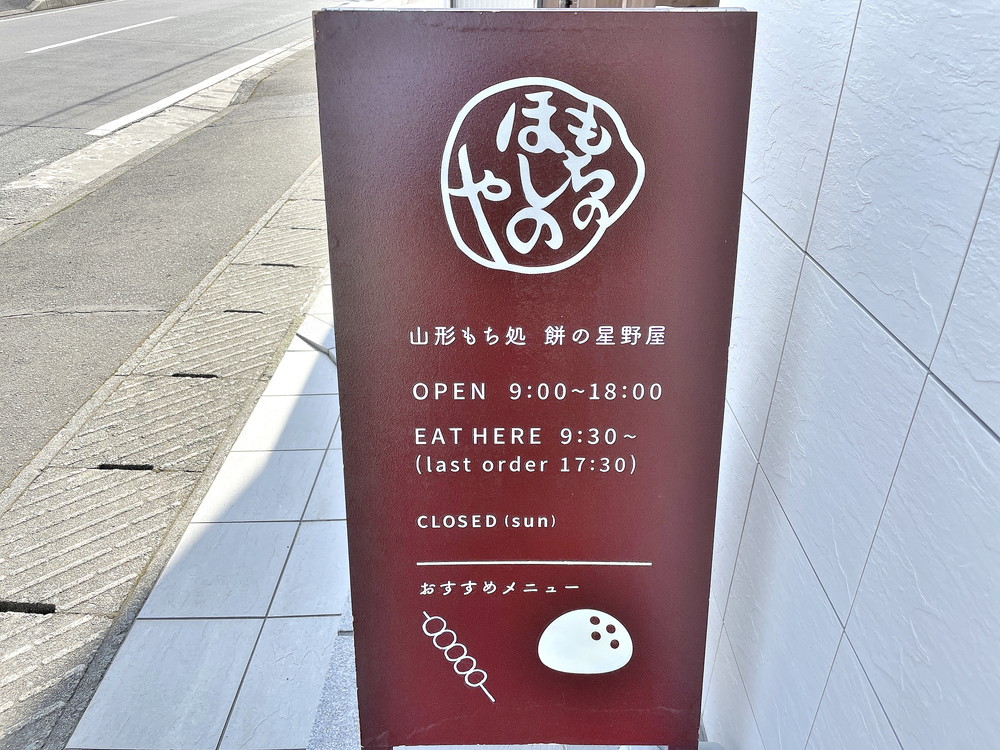 もちの
ほしの
や
山形もち処 餅の星野屋
OPEN 9:00~18:00
EAT HERE 9:30~
(last order 17:30)
CLOSED (sun)
おすすめメニュー